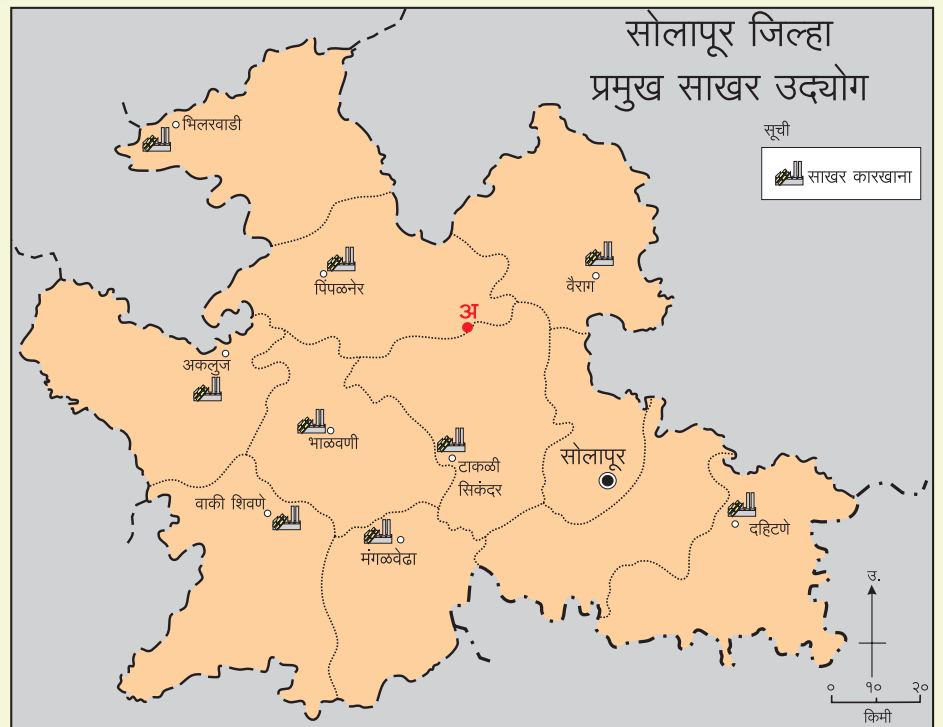 सोलापूर जिल्हा
प्रमुख साखर उद्योग
सूची
साखर कारखाना
भिलरवाडी
पिंपळनेर
वैराग
अ
अकलुज
भाळवणी
टाकळी
सिकंदर
सोलापूर
वाकी शिवणे
मंगळवेढा
दहिटणे
उ.
० १० २०
किमी